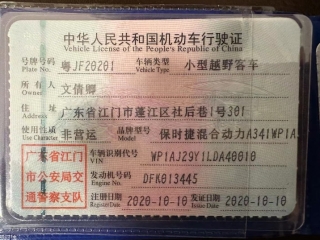 中华人民共和国机动车行驶证
Vehicle License of the People's Republic of China
号牌号码 粤JF20201 车辆类型 小型越野客车
Plate No. Vehicle Type
所有人 文倩卿
Owner
住址 广东省江门市蓬江区社后巷1号301
Address
使用性质 非营运 品牌型号 保时捷混合动力A341WP1A
Use Character Model
广东省江门市公安局交通警察支队
车辆识别代号 WP1AJ29Y1LDA40010
VIN
发动机号码 DFK013445
Engine No.
注册日期 2020-10-10 发证日期 2020-10-10
Register Date Issue Date